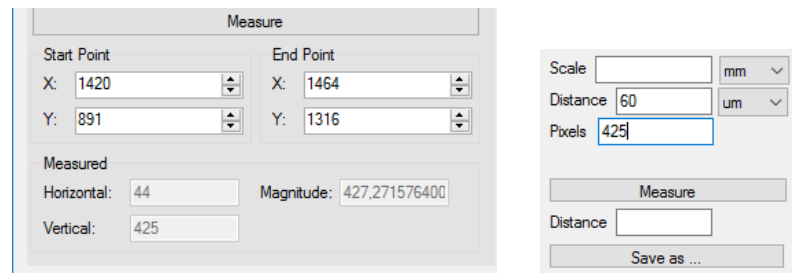 Measure
Start Point End Point
X: 1420 X: 1464
Y: 891 Y: 1316
Measured
Horizontal: 44 Magnitude: 427,271576400
Vertical: 425
Scale mm
Distance 60 um
Pixels 425
Measure
Distance
Save as ...